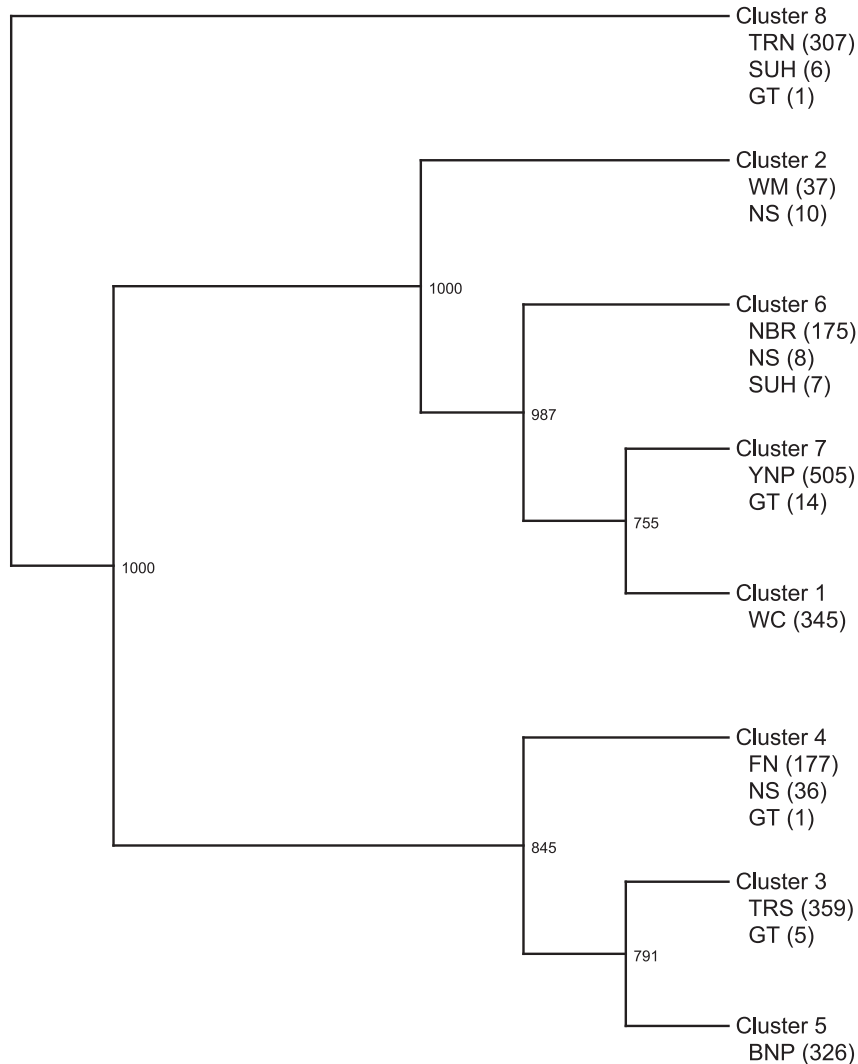 Cluster 8
TRN (307)
SUH (6)
GT (1)
Cluster 2
WM (37)
NS (10)
1000
Cluster 6
NBR (175)
NS (8)
SUH (7)
987
Cluster 7
YNP (505)
GT (14)
755
1000
Cluster 1
WC (345)
Cluster 4
FN (177)
NS (36)
GT (1)
845
Cluster 3
TRS (359)
GT (5)
791
Cluster 5
BNP (326)